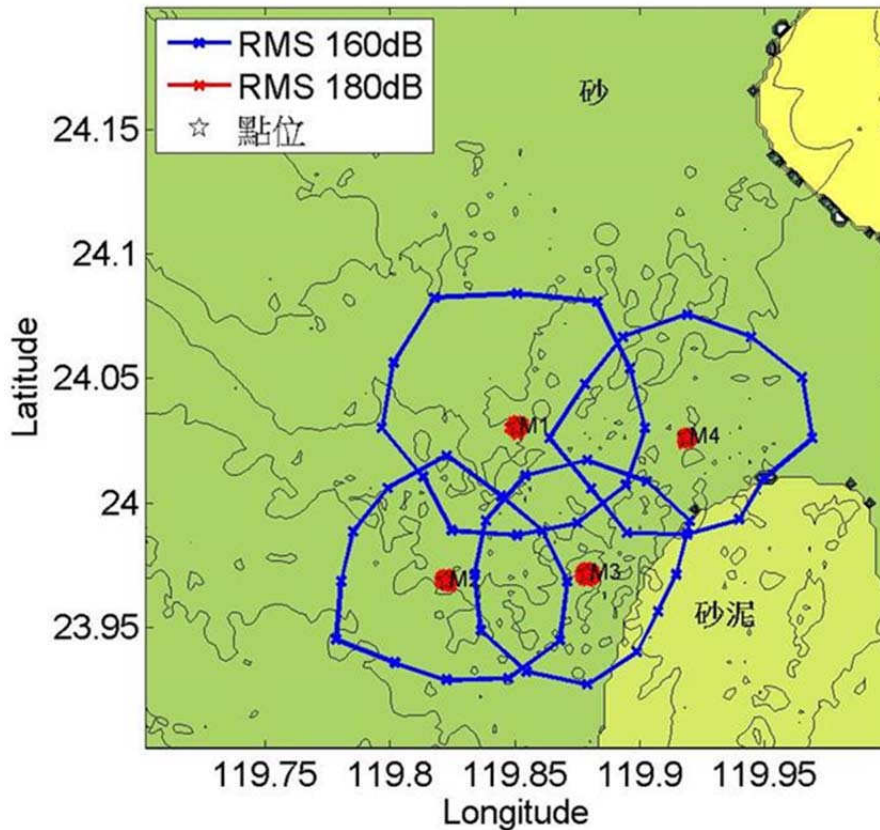 RMS 160dB
RMS 180dB
點位
砂
24.15
24.1
24.05
24
23.95
Latitude
M1
M4
M2
M3
砂泥
119.75 119.8 119.85 119.9 119.95
Longitude